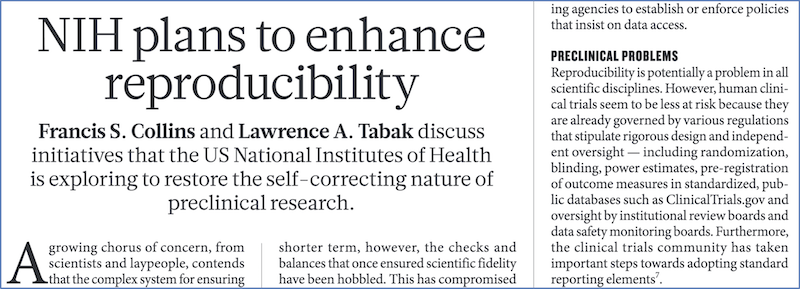 NIH plans to enhance
reproducibility
Francis S. Collins and Lawrence A. Tabak discuss
initiatives that the US National Institutes of Health
is exploring to restore the self-correcting nature of
preclinical research.
A growing chorus of concern, from
scientists and laypeople, contends
that the complex system for ensuring
shorter term, however, the checks and
balances that once ensured scientific fidelity
have been hobbled. This has compromised
ing agencies to establish or enforce policies
that insist on data access.
PRECLINICAL PROBLEMS
Reproducibility is potentially a problem in all
scientific disciplines. However, human clini-
cal trials seem to be less at risk because they
are already governed by various regulations
that stipulate rigorous design and independ-
ent oversight — including randomization,
blinding, power estimates, pre-registration
of outcome measures in standardized, pub-
lic databases such as ClinicalTrials.gov and
oversight by institutional review boards and
data safety monitoring boards. Furthermore,
the clinical trials community has taken
important steps towards adopting standard
reporting elements⁷.